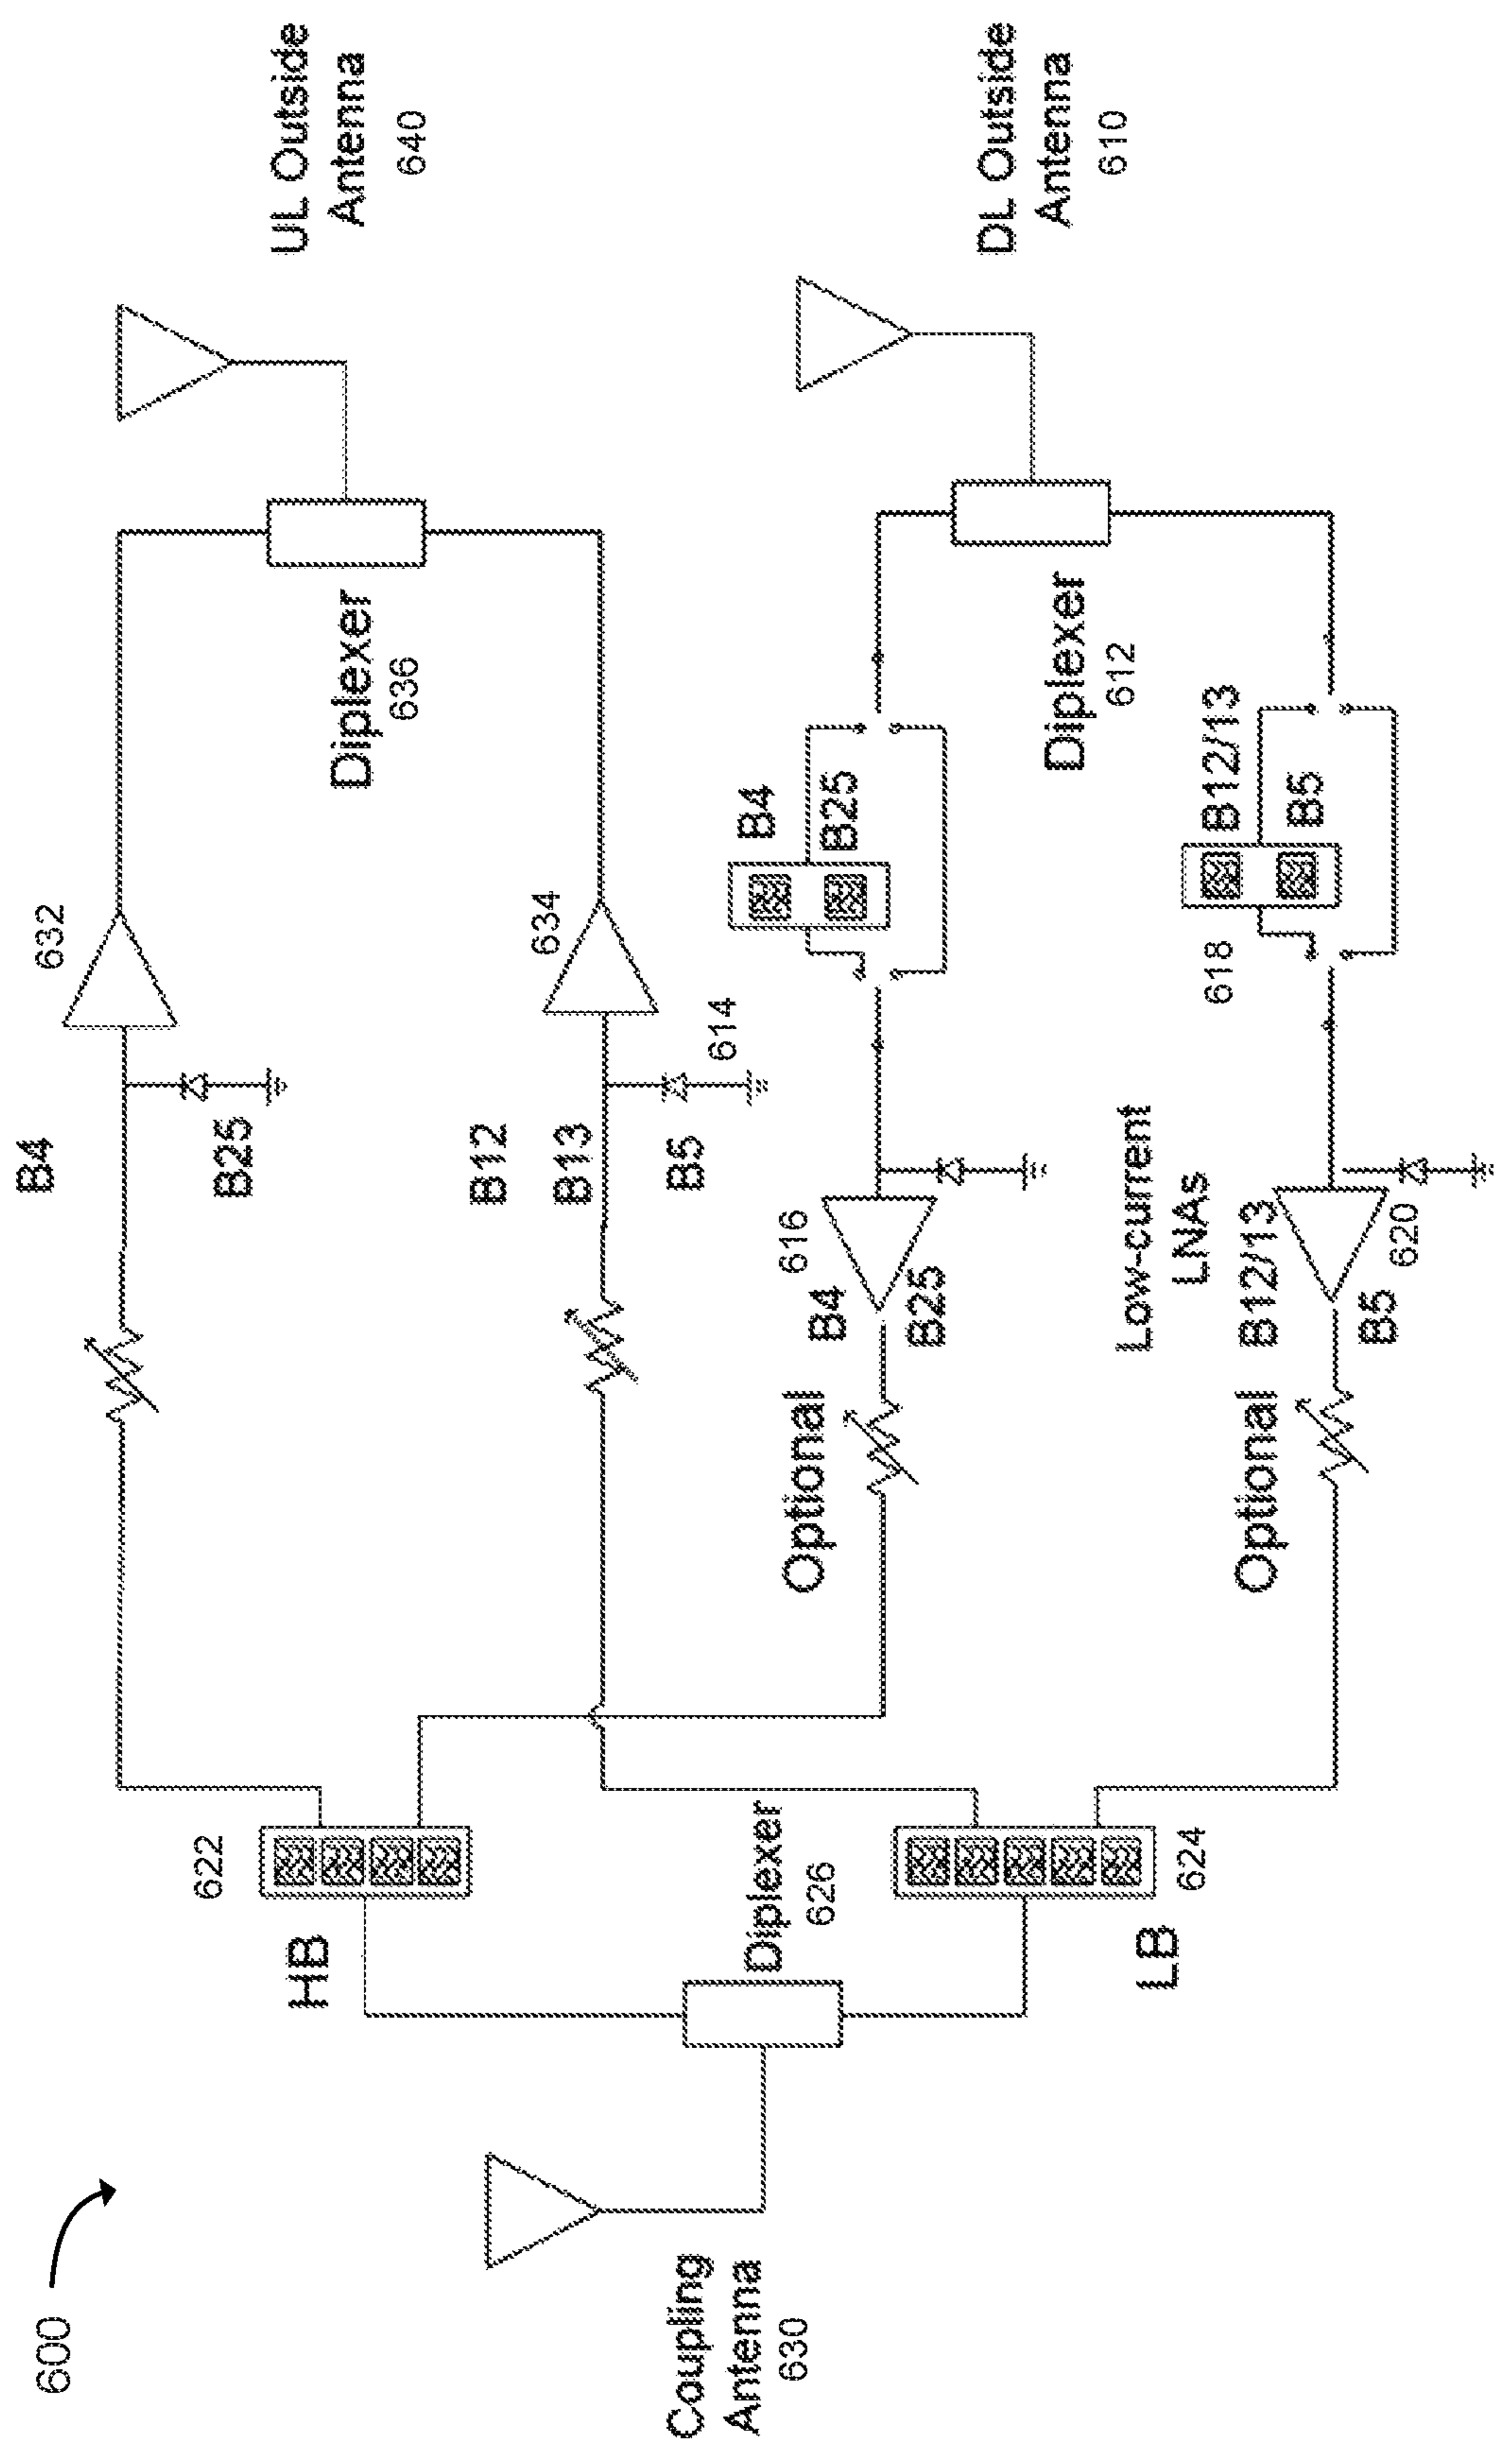 600
Coupling
Antenna
630
HB
622
Diplexer
626
LB
624
B4
B25
632
B12
B13
B5
614
634
Optional
B4
B25
616
Low-current
LNAs
Optional
B12/13
B5
620
B4
B25
618
B12/13
B5
Diplexer
636
Diplexer
612
UL Outside
Antenna
640
DL Outside
Antenna
610